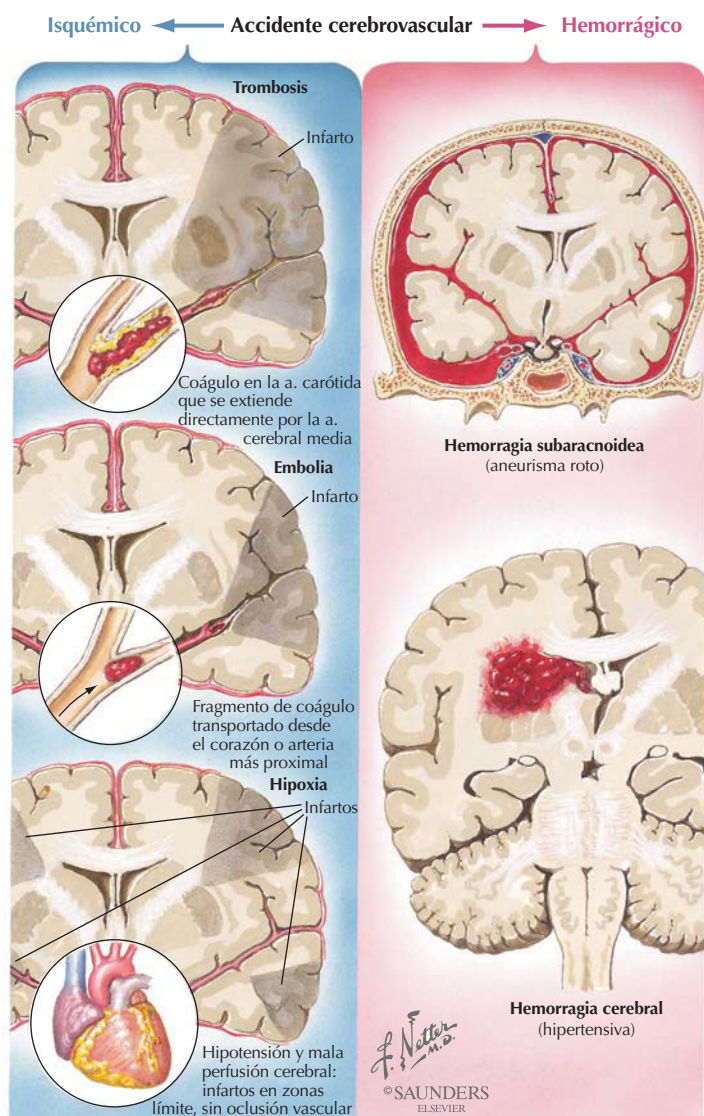 Isquémico Accidente cerebrovascular Hemorrágico
Trombosis
Infarto
Coágulo en la a. carótida
que se extiende
directamente por la a.
cerebral media
Embolia
Infarto
Fragmento de coágulo
transportado desde
el corazón o arteria
más proximal
Hipoxia
Infartos
Hipotensión y mala
perfusión cerebral:
infartos en zonas
límite, sin oclusión vascular
Hemorragia subaracnoidea
(aneurisma roto)
Hemorragia cerebral
(hipertensiva)
F. Netter
M.D.
© SAUNDERS
ELSEVIER